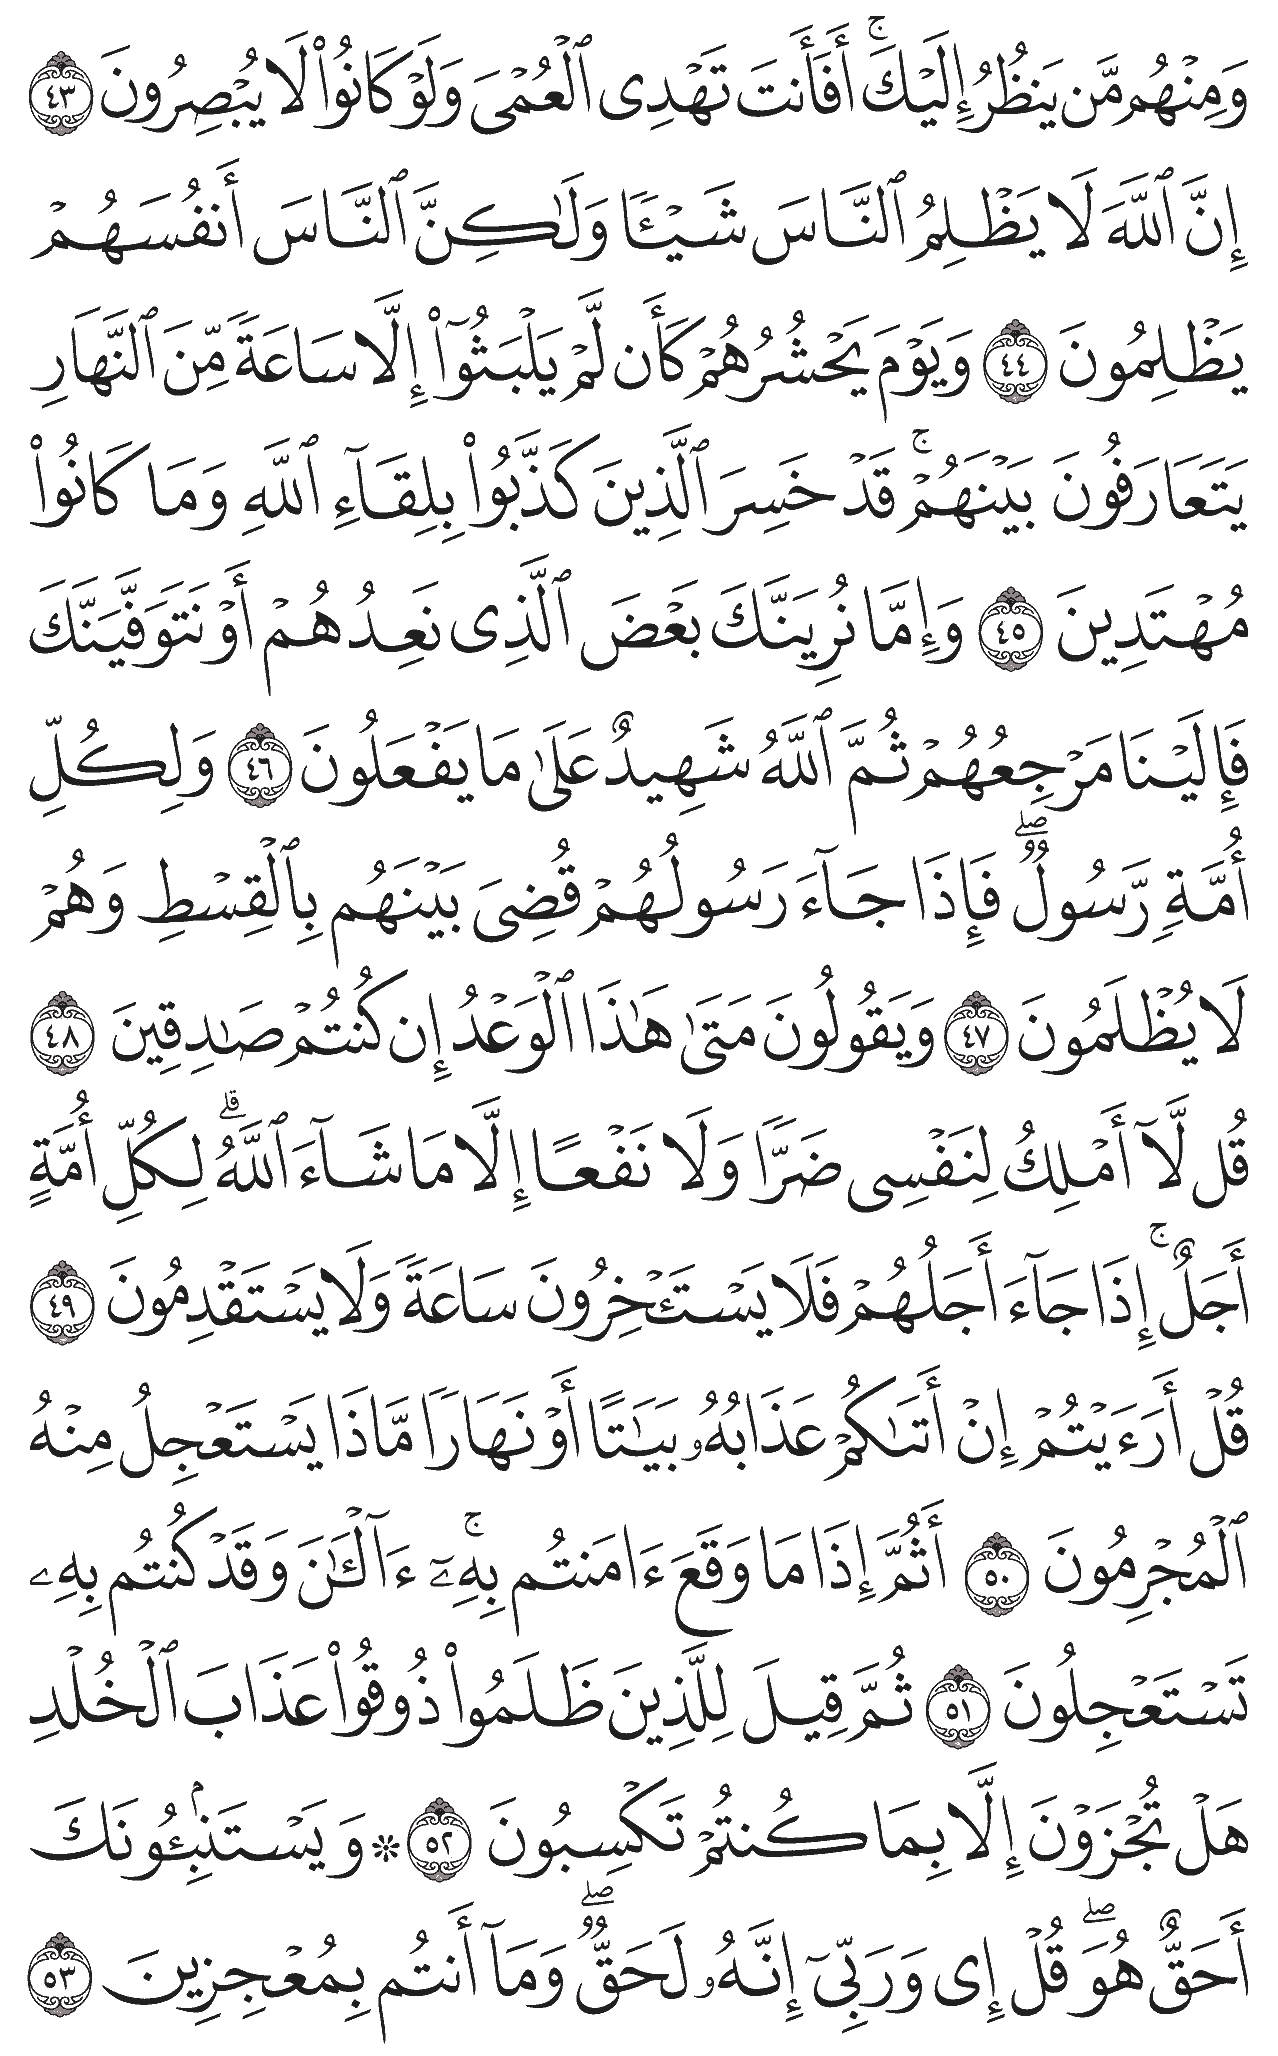 وَمِنْهُم مَّن يَنظُرُ إِلَيْكَ ۚ أَفَأَنتَ تَهْدِى ٱلْعُمْىَ وَلَوْ كَانُوا۟ لَا يُبْصِرُونَ ٤٣
إِنَّ ٱللَّهَ لَا يَظْلِمُ ٱلنَّاسَ شَيْـًٔا وَلَـٰكِنَّ ٱلنَّاسَ أَنفُسَهُمْ
يَظْلِمُونَ ٤٤ وَيَوْمَ يَحْشُرُهُمْ كَأَن لَّمْ يَلْبَثُوٓا۟ إِلَّا سَاعَةً مِّنَ ٱلنَّهَارِ
يَتَعَارَفُونَ بَيْنَهُمْ ۚ قَدْ خَسِرَ ٱلَّذِينَ كَذَّبُوا۟ بِلِقَآءِ ٱللَّهِ وَمَا كَانُوا۟
مُهْتَدِينَ ٤٥ وَإِمَّا نُرِيَنَّكَ بَعْضَ ٱلَّذِى نَعِدُهُمْ أَوْ نَتَوَفَّيَنَّكَ
فَإِلَيْنَا مَرْجِعُهُمْ ثُمَّ ٱللَّهُ شَهِيدٌ عَلَىٰ مَا يَفْعَلُونَ ٤٦ وَلِكُلِّ
أُمَّةٍ رَّسُولٌ ۖ فَإِذَا جَآءَ رَسُولُهُمْ قُضِىَ بَيْنَهُم بِٱلْقِسْطِ وَهُمْ
لَا يُظْلَمُونَ ٤٧ وَيَقُولُونَ مَتَىٰ هَـٰذَا ٱلْوَعْدُ إِن كُنتُمْ صَـٰدِقِينَ ٤٨
قُل لَّآ أَمْلِكُ لِنَفْسِى ضَرًّا وَلَا نَفْعًا إِلَّا مَا شَآءَ ٱللَّهُ ۗ لِكُلِّ أُمَّةٍ
أَجَلٌ ۚ إِذَا جَآءَ أَجَلُهُمْ فَلَا يَسْتَـْٔخِرُونَ سَاعَةً وَلَا يَسْتَقْدِمُونَ ٤٩
قُلْ أَرَءَيْتُمْ إِنْ أَتَىٰكُمْ عَذَابُهُۥ بَيَـٰتًا أَوْ نَهَارًا مَّاذَا يَسْتَعْجِلُ مِنْهُ
ٱلْمُجْرِمُونَ ٥٠ أَثُمَّ إِذَا مَا وَقَعَ ءَامَنتُم بِهِۦٓ ۚ ءَآلْـَٔـٰنَ وَقَدْ كُنتُم بِهِۦ
تَسْتَعْجِلُونَ ٥١ ثُمَّ قِيلَ لِلَّذِينَ ظَلَمُوا۟ ذُوقُوا۟ عَذَابَ ٱلْخُلْدِ
هَلْ تُجْزَوْنَ إِلَّا بِمَا كُنتُمْ تَكْسِبُونَ ٥٢ ۞ وَيَسْتَنۢبِـُٔونَكَ
أَحَقٌّ هُوَ ۖ قُلْ إِى وَرَبِّىٓ إِنَّهُۥ لَحَقٌّ ۖ وَمَآ أَنتُم بِمُعْجِزِينَ ٥٣